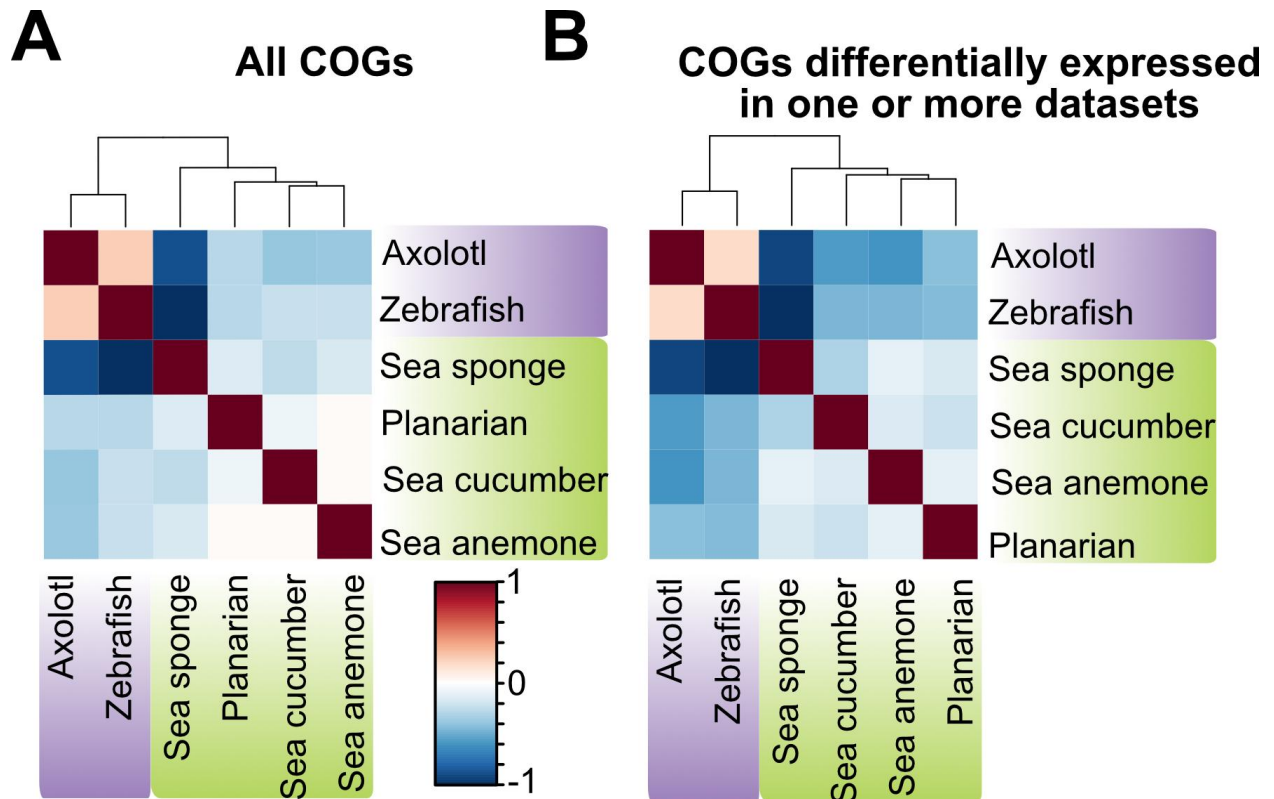 A
All COGs
Axolotl
Zebrafish
Sea sponge
Planarian
Sea cucumber
Sea anemone
Axolotl
Zebrafish
Sea sponge
Planarian
Sea cucumber
Sea anemone
1
0
-1
B
COGs differentially expressed
in one or more datasets
Axolotl
Zebrafish
Sea sponge
Sea cucumber
Sea anemone
Planarian
Axolotl
Zebrafish
Sea sponge
Sea cucumber
Sea anemone
Planarian